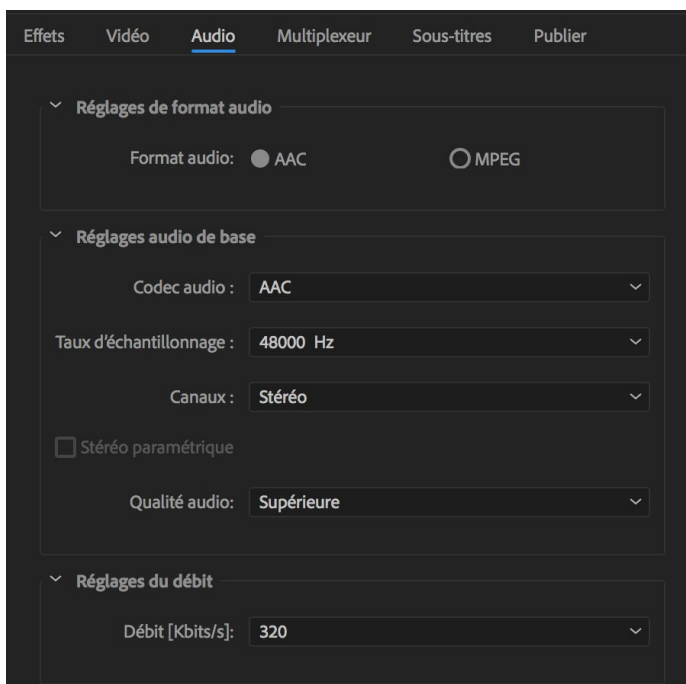 Effets Vidéo Audio Multiplexeur Sous-titres Publier
Réglages de format audio
Format audio: AAC MPEG
Réglages audio de base
Codec audio : AAC
Taux d'échantillonnage : 48000 Hz
Canaux : Stéréo
Stéréo paramétrique
Qualité audio: Supérieure
Réglages du débit
Débit [Kbits/s]: 320